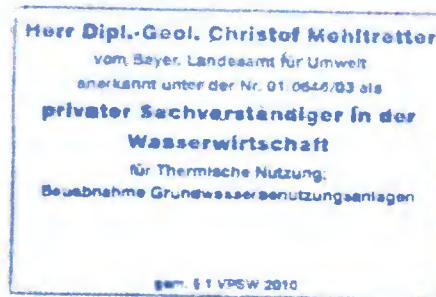 Herr Dipl.-Geol. Christof Mehltretter
vom Bayer. Landesamt für Umwelt
anerkannt unter der Nr. 01 0646/03 als
privater Sachverständiger in der
Wasserwirtschaft
für Thermische Nutzung;
Bauabnahme Grundwasserbenutzungsanlagen
gem. § 1 VPSW 2010